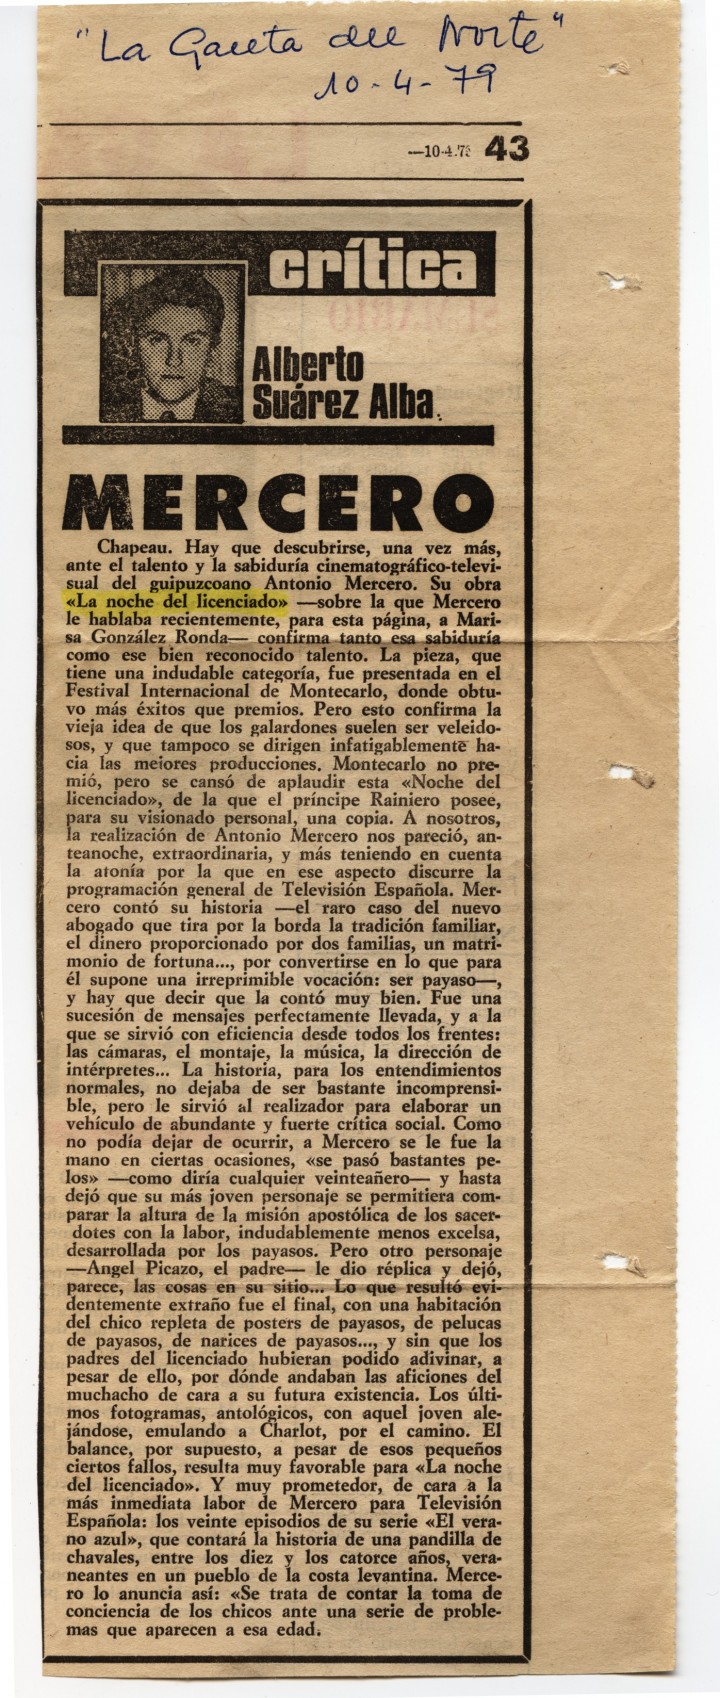 "La Gaceta del Norte"
10-4-79
—10-4.79 43
crítica
Alberto
Suárez Alba
MERCERO
Chapeau. Hay que descubrirse, una vez más,
ante el talento y la sabiduría cinematográfico-televi-
sual del guipuzcoano Antonio Mercero. Su obra
«La noche del licenciado» —sobre la que Mercero
le hablaba recientemente, para esta página, a Mari-
sa González Ronda— confirma tanto esa sabiduría
como ese bien reconocido talento. La pieza, que
tiene una indudable categoría, fue presentada en el
Festival Internacional de Montecarlo, donde obtu-
vo más éxitos que premios. Pero esto confirma la
vieja idea de que los galardones suelen ser veleido-
sos, y que tampoco se dirigen infatigablemente ha-
cia las mejores producciones. Montecarlo no pre-
mió, pero se cansó de aplaudir esta «Noche del
licenciado», de la que el príncipe Rainiero posee,
para su visionado personal, una copia. A nosotros,
la realización de Antonio Mercero nos pareció, an-
teanoche, extraordinaria, y más teniendo en cuenta
la atonía por la que en ese aspecto discurre la
programación general de Televisión Española. Mer-
cero contó su historia —el raro caso del nuevo
abogado que tira por la borda la tradición familiar,
el dinero proporcionado por dos familias, un matri-
monio de fortuna..., por convertirse en lo que para
él supone una irreprimible vocación: ser payaso—,
y hay que decir que la contó muy bien. Fue una
sucesión de mensajes perfectamente llevada, y a la
que se sirvió con eficiencia desde todos los frentes:
las cámaras, el montaje, la música, la dirección de
intérpretes... La historia, para los entendimientos
normales, no dejaba de ser bastante incomprensi-
ble, pero le sirvió al realizador para elaborar un
vehículo de abundante y fuerte crítica social. Como
no podía dejar de ocurrir, a Mercero se le fue la
mano en ciertas ocasiones, «se pasó bastantes pe-
los» —como diría cualquier veinteañero— y hasta
dejó que su más joven personaje se permitiera com-
parar la altura de la misión apostólica de los sacer-
dotes con la labor, indudablemente menos excelsa,
desarrollada por los payasos. Pero otro personaje
—Angel Picazo, el padre— le dio réplica y dejó,
parece, las cosas en su sitio... Lo que resultó evi-
dentemente extraño fue el final, con una habitación
del chico repleta de posters de payasos, de pelucas
de payasos, de narices de payasos..., y sin que los
padres del licenciado hubieran podido adivinar, a
pesar de ello, por dónde andaban las aficiones del
muchacho de cara a su futura existencia. Los últi-
mos fotogramas, antológicos, con aquel joven ale-
jándose, emulando a Charlot, por el camino. El
balance, por supuesto, a pesar de esos pequeños
ciertos fallos, resulta muy favorable para «La noche
del licenciado». Y muy prometedor, de cara a la
más inmediata labor de Mercero para Televisión
Española: los veinte episodios de su serie «El vera-
no azul», que contará la historia de una pandilla de
chavales, entre los diez y los catorce años, vera-
neantes en un pueblo de la costa levantina. Merce-
ro lo anuncia así: «Se trata de contar la toma de
conciencia de los chicos ante una serie de proble-
mas que aparecen a esa edad.